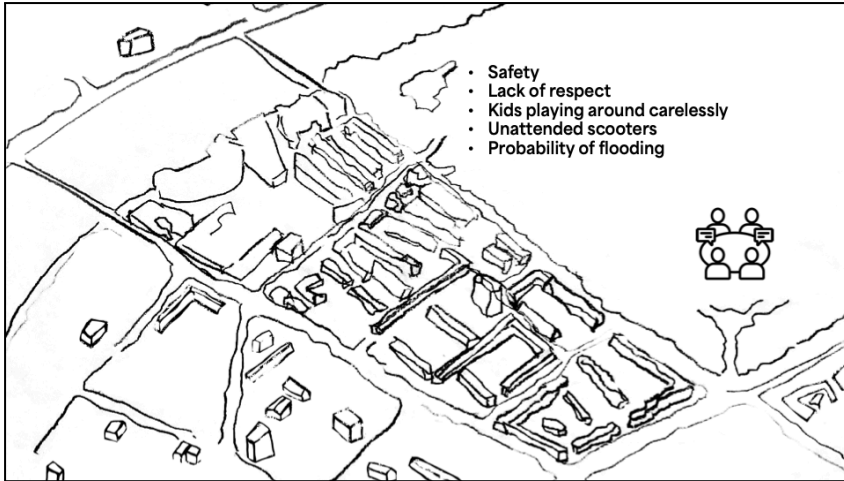 • Safety
• Lack of respect
• Kids playing around carelessly
• Unattended scooters
• Probability of flooding